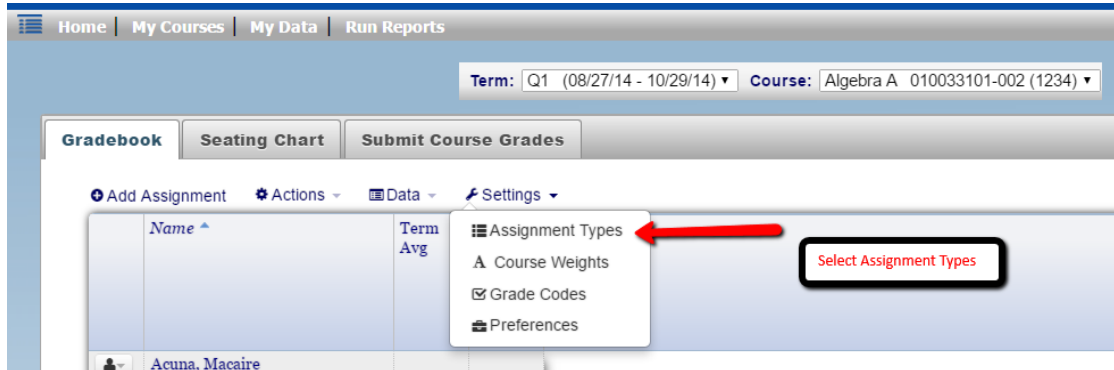 Home | My Courses | My Data | Run Reports
Term: Q1 (08/27/14 - 10/29/14) Course: Algebra A 010033101-002 (1234)
Gradebook Seating Chart Submit Course Grades
Add Assignment Actions Data Settings
Name Term
Avg
Assignment Types
A Course Weights
Grade Codes
Preferences
Select Assignment Types
Acuna, Macaire